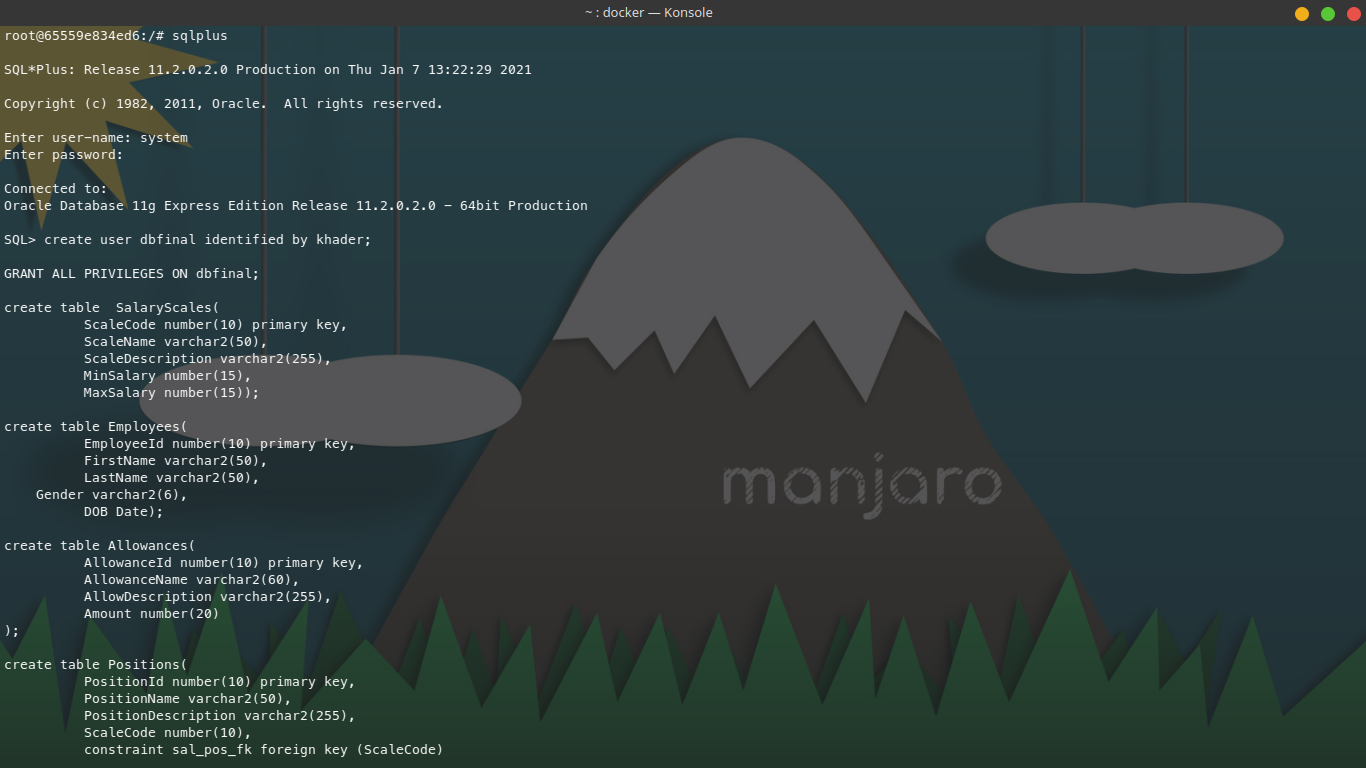 ~ : docker — Konsole
root@65559e834ed6:/# sqlplus
SQL*Plus: Release 11.2.0.2.0 Production on Thu Jan 7 13:22:29 2021
Copyright (c) 1982, 2011, Oracle.  All rights reserved.
Enter user-name: system
Enter password:
Connected to:
Oracle Database 11g Express Edition Release 11.2.0.2.0 - 64bit Production
SQL> create user dbfinal identified by khader;
GRANT ALL PRIVILEGES ON dbfinal;
create table  SalaryScales(
          ScaleCode number(10) primary key,
          ScaleName varchar2(50),
          ScaleDescription varchar2(255),
          MinSalary number(15),
          MaxSalary number(15));
create table Employees(
          EmployeeId number(10) primary key,
          FirstName varchar2(50),
          LastName varchar2(50),
    Gender varchar2(6),
          DOB Date);
create table Allowances(
          AllowanceId number(10) primary key,
          AllowanceName varchar2(60),
          AllowDescription varchar2(255),
          Amount number(20)
);
create table Positions(
          PositionId number(10) primary key,
          PositionName varchar2(50),
          PositionDescription varchar2(255),
          ScaleCode number(10),
          constraint sal_pos_fk foreign key (ScaleCode)
manjaro